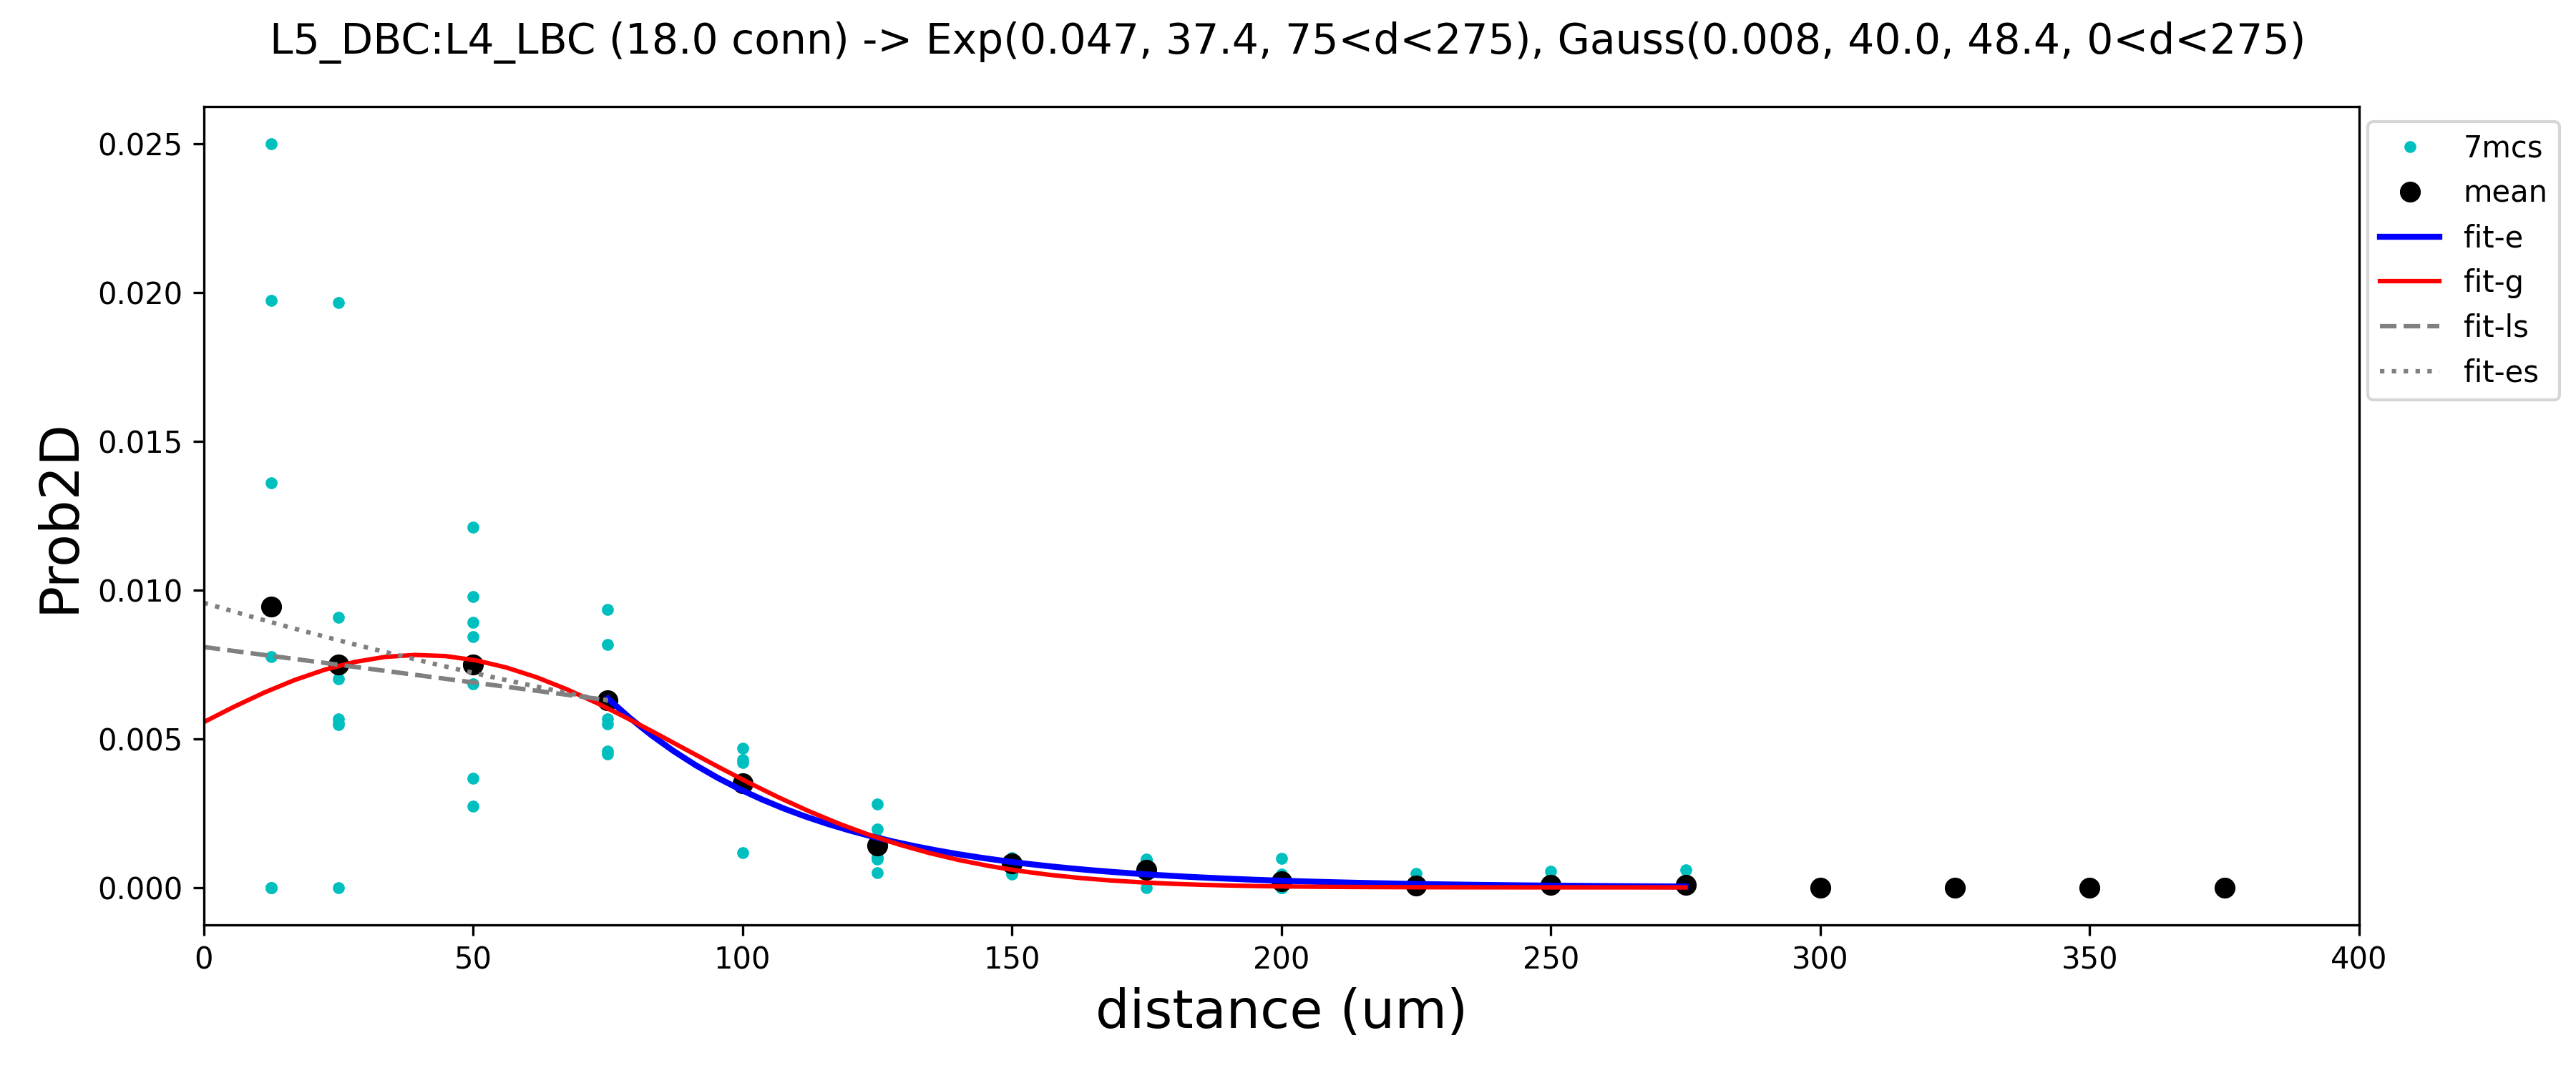 L5_DBC:L4_LBC (18.0 conn) -> Exp(0.047, 37.4, 75<d<275), Gauss(0.008, 40.0, 48.4, 0<d<275)
0.025
0.020
0.015
0.010
0.005
0.000
Prob2D
0 50 100 150 200 250 300 350 400
distance (um)
7mcs
mean
fit-e
fit-g
fit-ls
fit-es